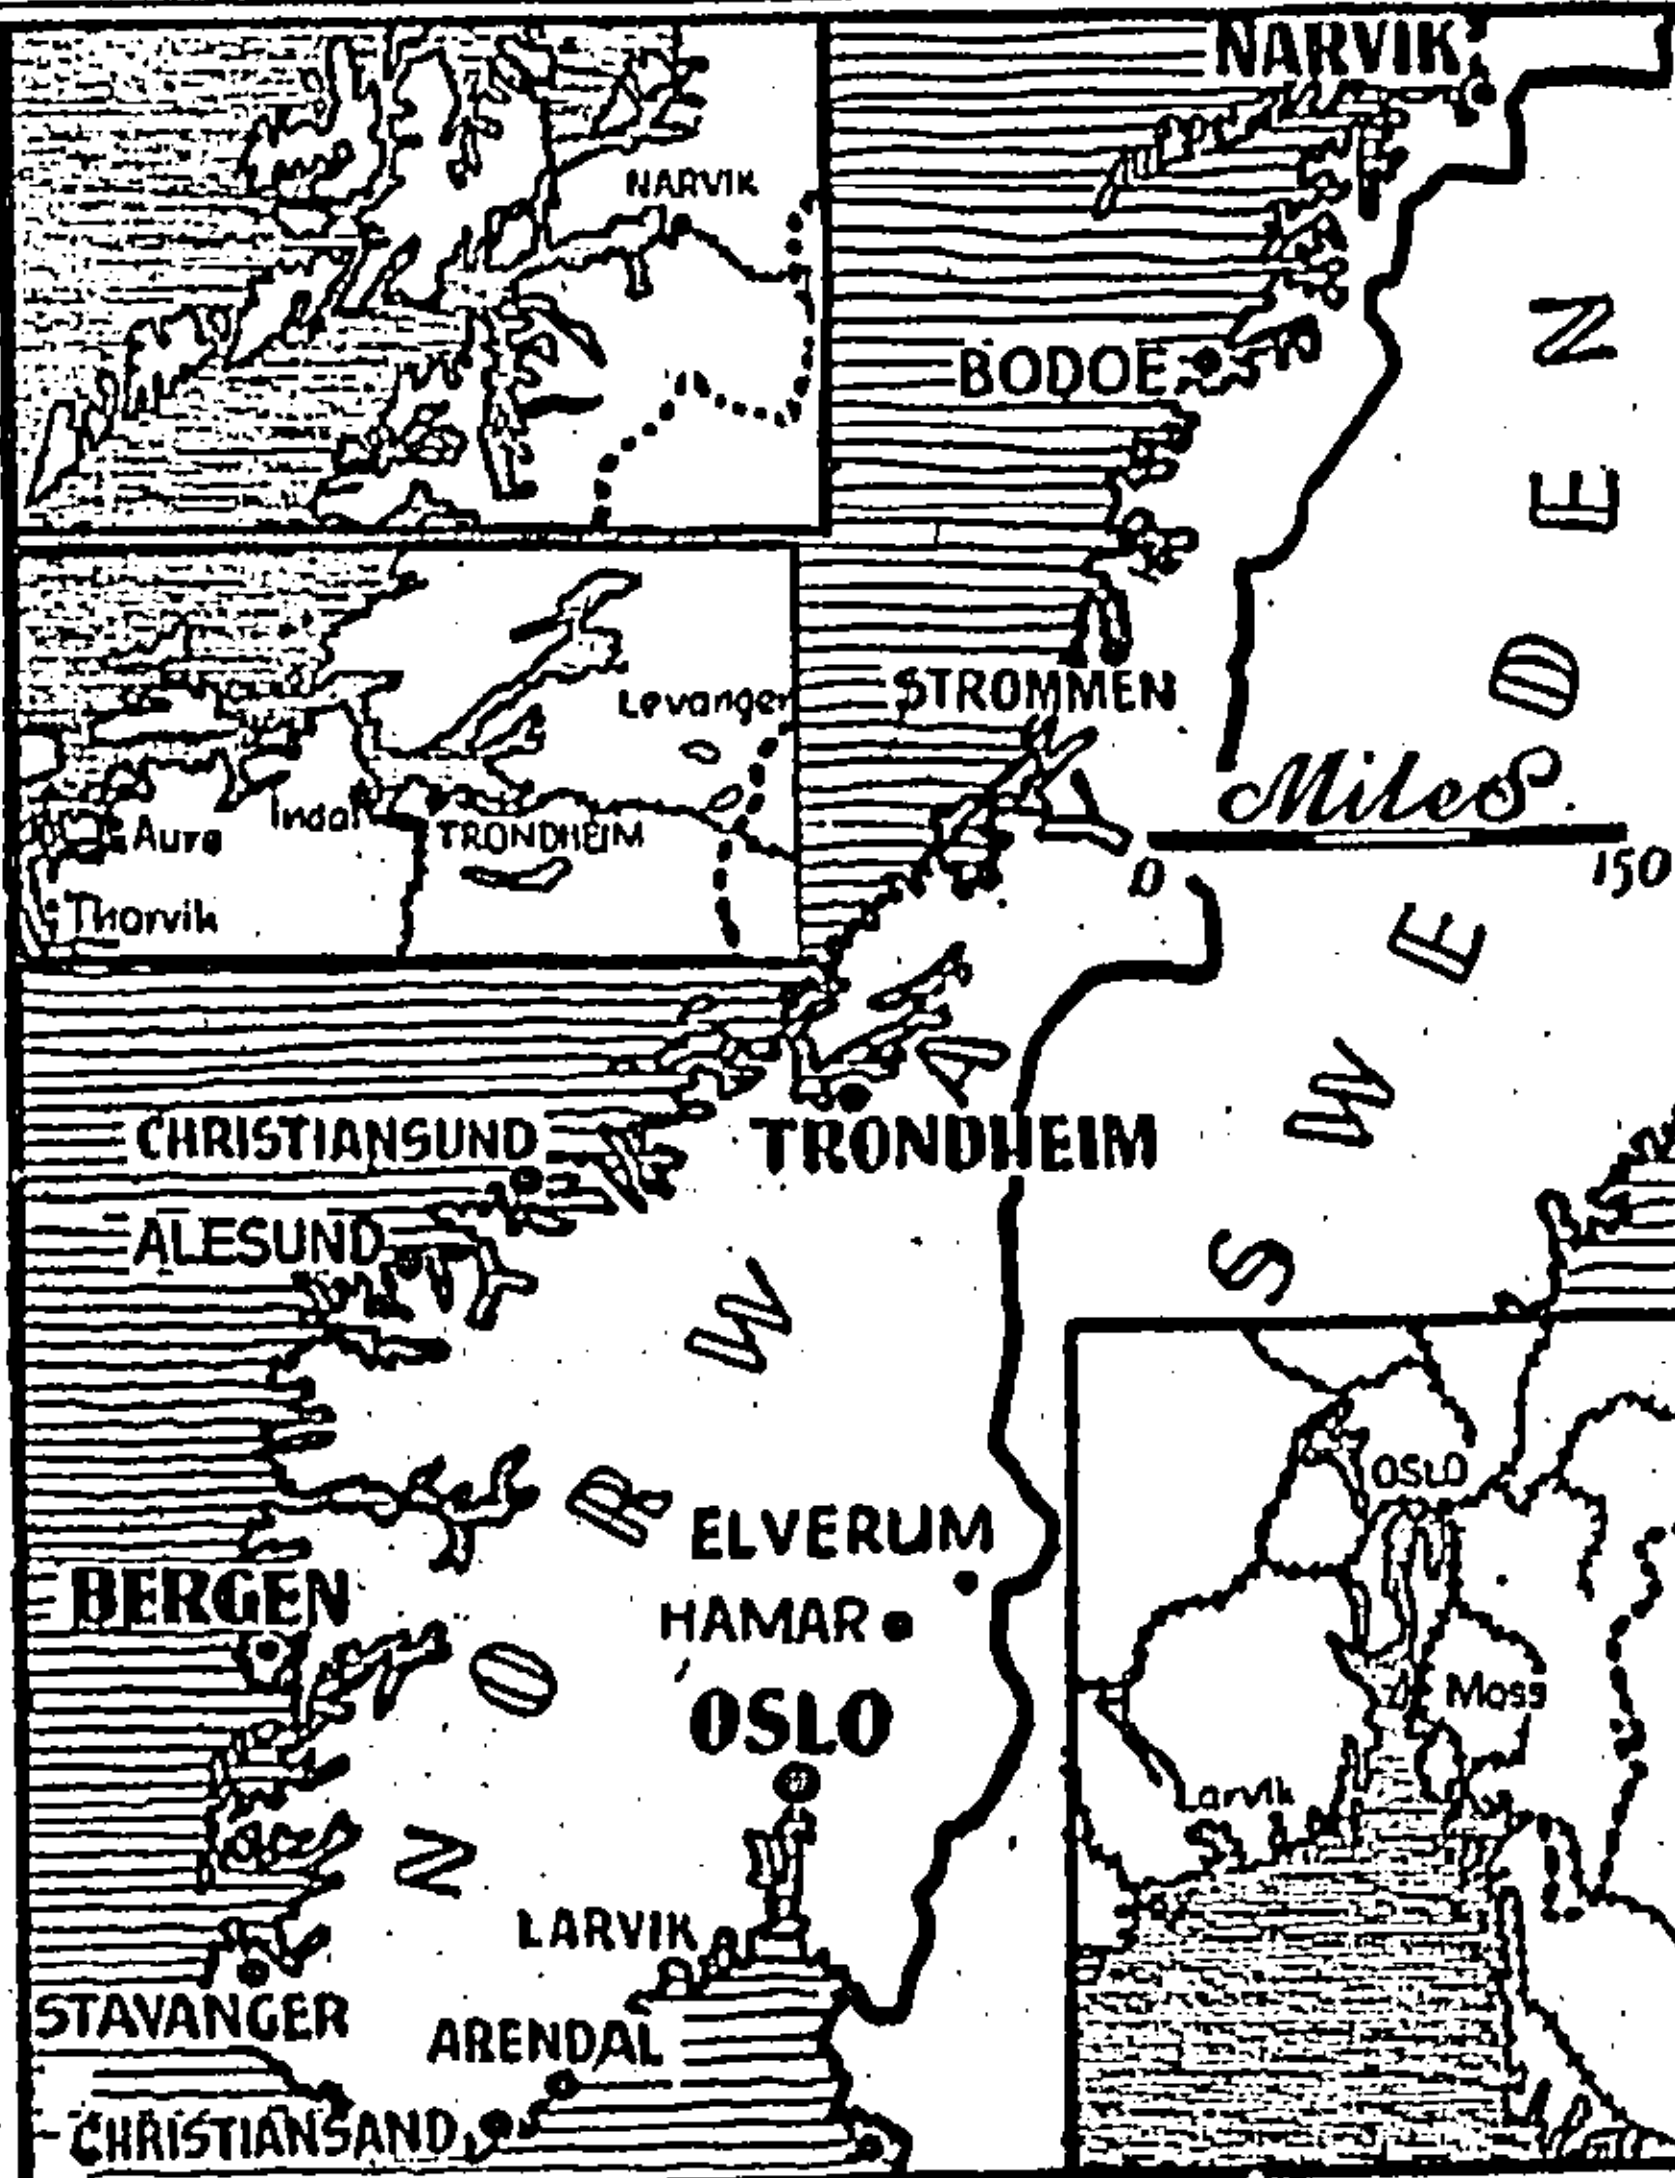 NARVIK
NARVIK
BODOE
Levanger
STROMMEN
Miles
0 150
Aure
Indal
TRONDHEIM
Thorvik
CHRISTIANSUND
TRONDHEIM
ALESUND
OSLO
ELVERUM
BERGEN
HAMAR
Moss
OSLO
Larvik
LARVIK
STAVANGER
ARENDAL
CHRISTIANSAND
NORWAY
SWEDEN